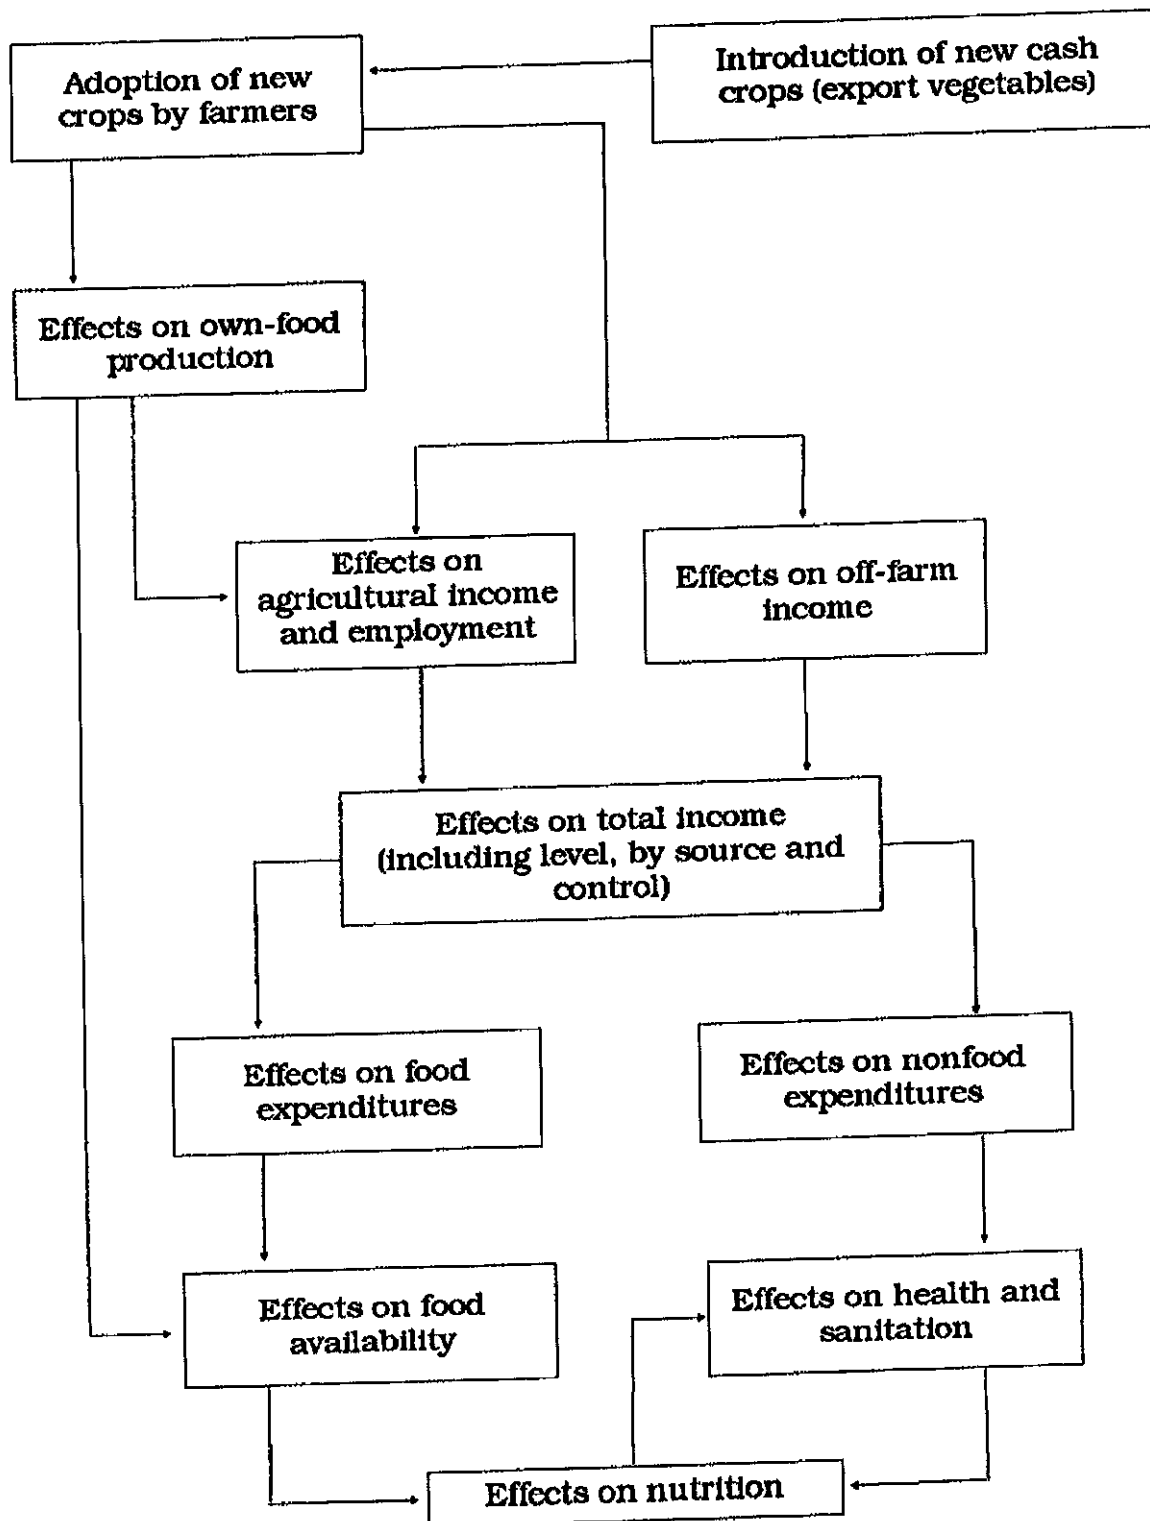 Adoption of new
crops by farmers
Introduction of new cash
crops (export vegetables)
Effects on own-food
production
Effects on
agricultural income
and employment
Effects on off-farm
income
Effects on total income
(including level, by source and
control)
Effects on food
expenditures
Effects on nonfood
expenditures
Effects on food
availability
Effects on health and
sanitation
Effects on nutrition